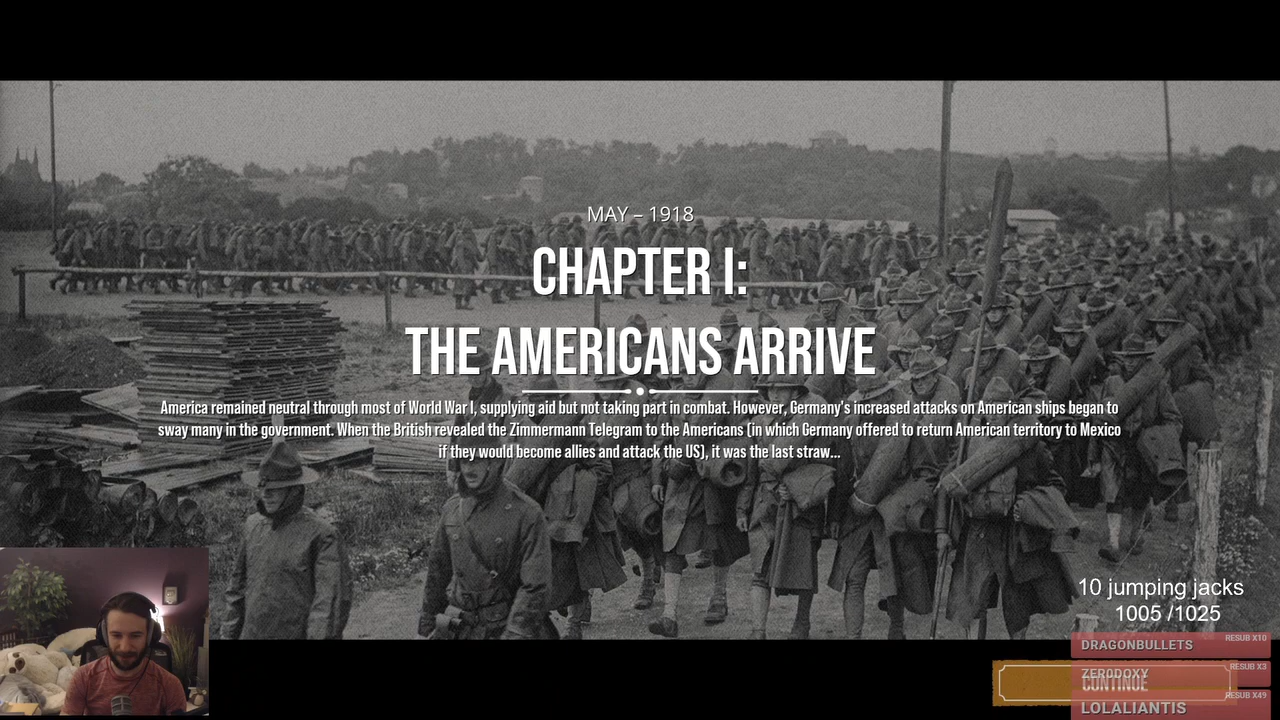 MAY – 1918
CHAPTER I:
THE AMERICANS ARRIVE
America remained neutral through most of World War I, supplying aid but not taking part in combat. However, Germany's increased attacks on American ships began to
sway many in the government. When the British revealed the Zimmermann Telegram to the Americans (in which Germany offered to return American territory to Mexico
if they would become allies and attack the US), it was the last straw...
10 jumping jacks
1005 /1025
DRAGONBULLETS RESUB X10
ZER0DOXY RESUB X3
CONTINUE
LOLALIANTIS RESUB X49